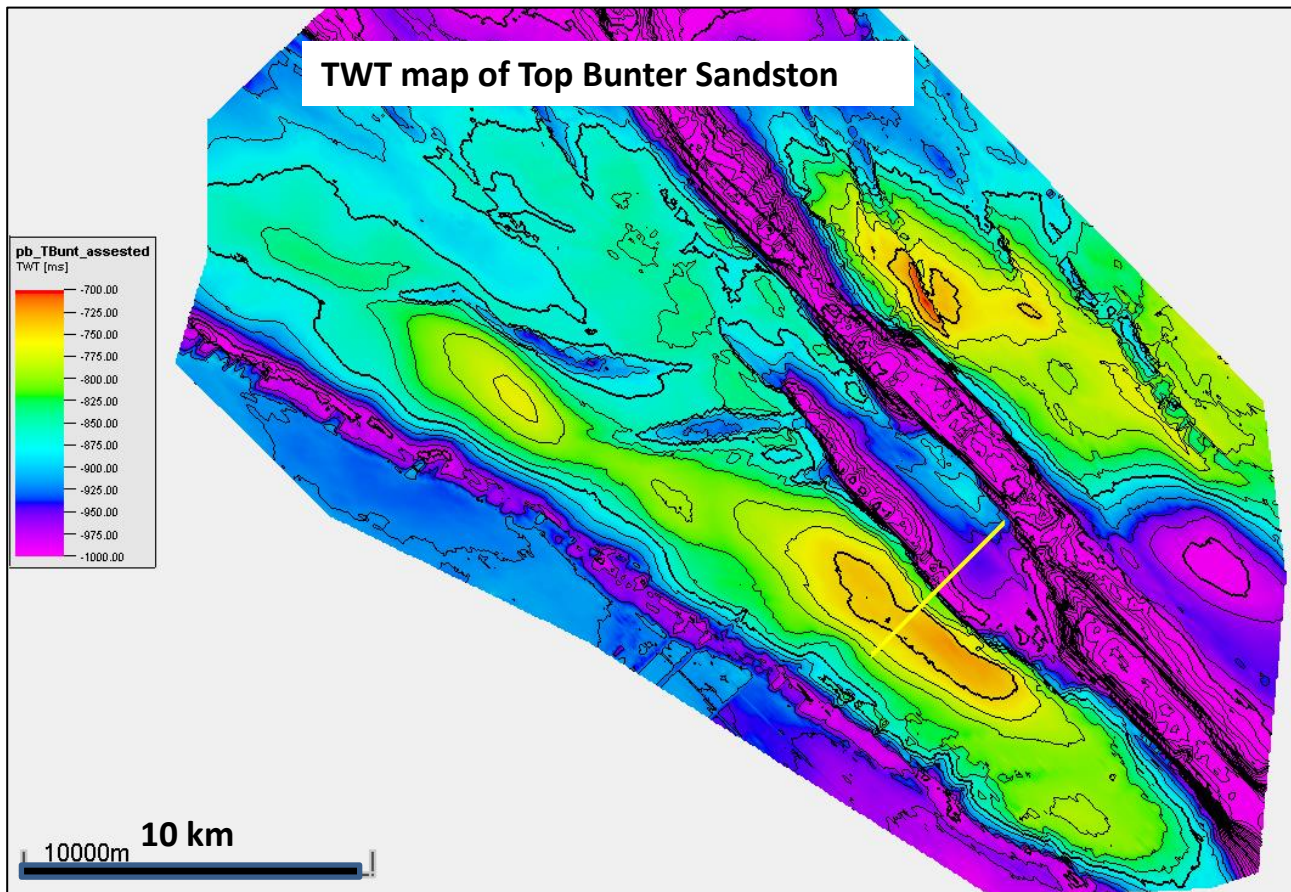 TWT map of Top Bunter Sandston
pb_TBunt_assested
TWT [ms]
-700.00
-725.00
-750.00
-775.00
-800.00
-825.00
-850.00
-875.00
-900.00
-925.00
-950.00
-975.00
-1000.00
10 km
10000m